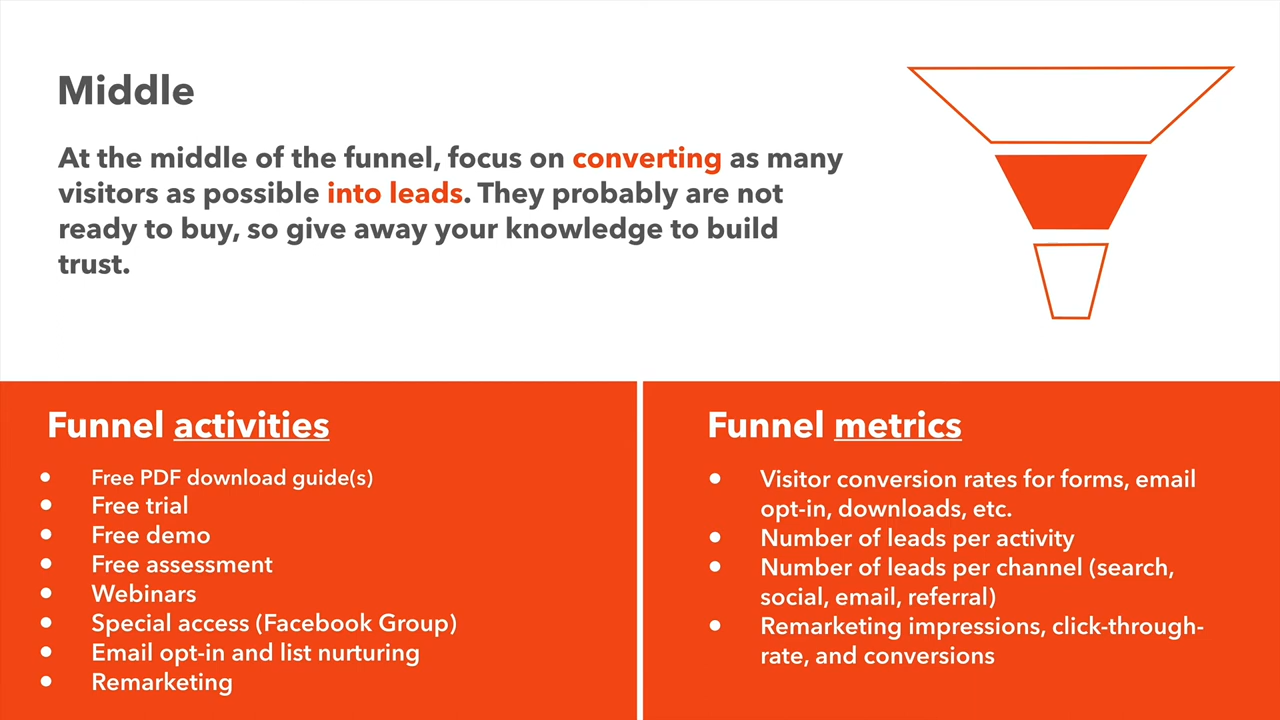 Middle
At the middle of the funnel, focus on converting as many
visitors as possible into leads. They probably are not
ready to buy, so give away your knowledge to build
trust.
Funnel activities
• Free PDF download guide(s)
• Free trial
• Free demo
• Free assessment
• Webinars
• Special access (Facebook Group)
• Email opt-in and list nurturing
• Remarketing
Funnel metrics
• Visitor conversion rates for forms, email
opt-in, downloads, etc.
• Number of leads per activity
• Number of leads per channel (search,
social, email, referral)
• Remarketing impressions, click-through-
rate, and conversions